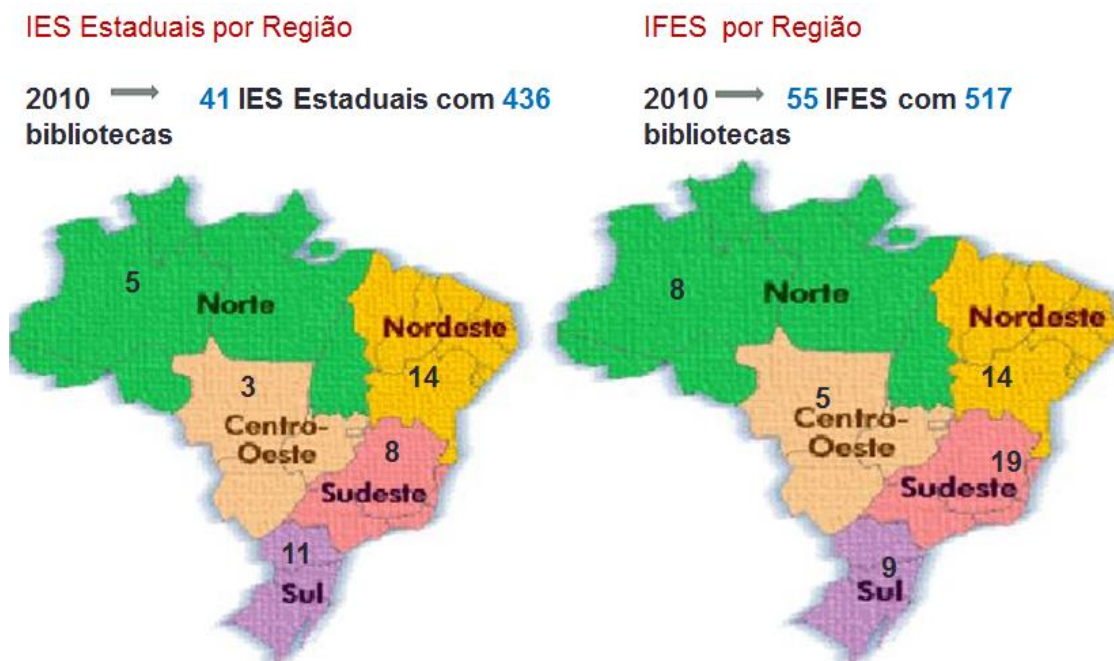 IES Estaduais por Região
2010 41 IES Estaduais com 436
bibliotecas
5
Norte
Nordeste
3
14
Centro-
Oeste
8
Sudeste
11
Sul
IFES por Região
2010 55 IFES com 517
bibliotecas
8
Norte
Nordeste
5
14
Centro-
Oeste
19
Sudeste
9
Sul